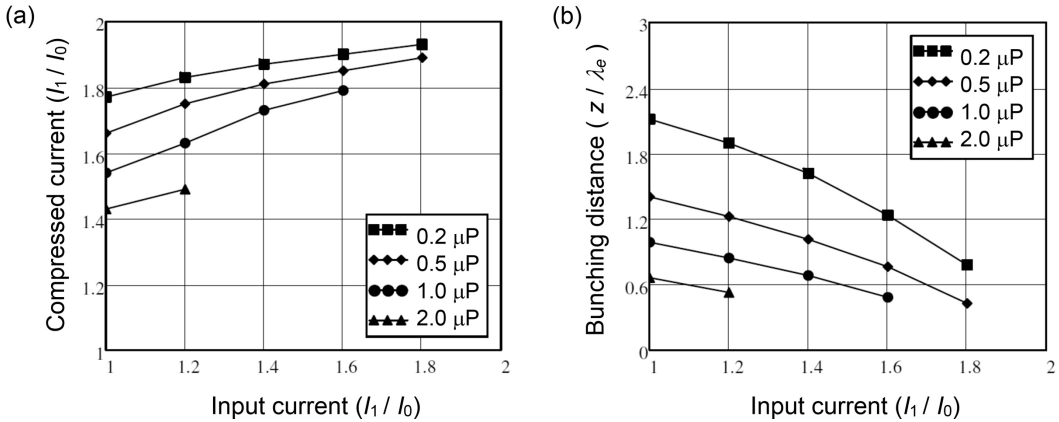 (a)
Compressed current (I₁ / I₀)
2
1.8
1.6
1.4
1.2
1
1
1.2
1.4
1.6
1.8
2
Input current (I₁ / I₀)
0.2 μP
0.5 μP
1.0 μP
2.0 μP
(b)
Bunching distance ( z / λₑ )
3
2.4
1.8
1.2
0.6
0
1
1.2
1.4
1.6
1.8
2
Input current (I₁ / I₀)
0.2 μP
0.5 μP
1.0 μP
2.0 μP